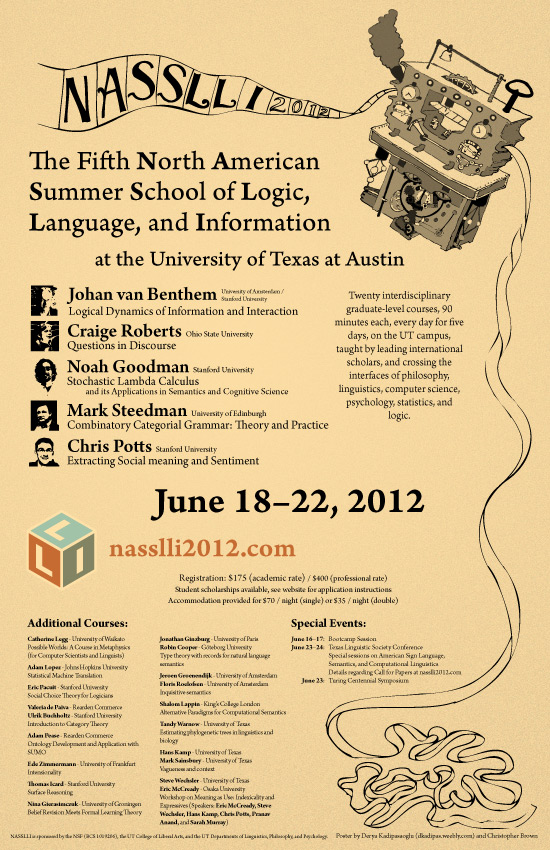 NASSLLI 2012
The Fifth North American
Summer School of Logic,
Language, and Information
at the University of Texas at Austin
Johan van Benthem University of Amsterdam / Stanford University
Logical Dynamics of Information and Interaction
Craige Roberts Ohio State University
Questions in Discourse
Noah Goodman Stanford University
Stochastic Lambda Calculus
and its Applications in Semantics and Cognitive Science
Mark Steedman University of Edinburgh
Combinatory Categorial Grammar: Theory and Practice
Chris Potts Stanford University
Extracting Social meaning and Sentiment
Twenty interdisciplinary
graduate-level courses, 90
minutes each, every day for five
days, on the UT campus,
taught by leading international
scholars, and crossing the
interfaces of philosophy,
linguistics, computer science,
psychology, statistics, and
logic.
June 18–22, 2012
L L I
nasslli2012.com
Registration: $175 (academic rate) / $400 (professional rate)
Student scholarships available, see website for application instructions
Accommodation provided for $70 / night (single) or $35 / night (double)
Additional Courses:
Catherine Legg - University of Waikato
Possible Worlds: A Course in Metaphysics
(for Computer Scientists and Linguists)
Adam Lopez - Johns Hopkins University
Statistical Machine Translation
Eric Pacuit - Stanford University
Social Choice Theory for Logicians
Valeria de Paiva - Rearden Commerce
Ulrik Buchholtz - Stanford University
Introduction to Category Theory
Adam Pease - Rearden Commerce
Ontology Development and Application with
SUMO
Ede Zimmermann - University of Frankfurt
Intensionality
Thomas Icard - Stanford University
Surface Reasoning
Nina Gierasimczuk - University of Groningen
Belief Revision Meets Formal Learning Theory
Jonathan Ginzburg - University of Paris
Robin Cooper - Göteborg University
Type theory with records for natural language
semantics
Jeroen Groenendijk - University of Amsterdam
Floris Roelofsen - University of Amsterdam
Inquisitive semantics
Shalom Lappin - King's College London
Alternative Paradigms for Computational Semantics
Tandy Warnow - University of Texas
Estimating phylogenetic trees in linguistics and
biology
Hans Kamp - University of Texas
Mark Sainsbury - University of Texas
Vagueness and context
Steve Wechsler - University of Texas
Eric McCready - Osaka University
Workshop on Meaning as Use: Indexicality and
Expressives (Speakers: Eric McCready, Steve
Wechsler, Hans Kamp, Chris Potts, Pranav
Anand, and Sarah Murray)
Special Events:
June 16-17: Bootcamp Session
June 23-24: Texas Linguistic Society Conference
Special sessions on American Sign Language,
Semantics, and Computational Linguistics
Details regarding Call for Papers at nasslli2012.com
June 23: Turing Centennial Symposium
NASSLLI is sponsored by the NSF (BCS 1019206), the UT College of Liberal Arts, and the UT Departments of Linguistics, Philosophy, and Psychology.
Poster by Derya Kadipasaoglu (dkadipas.weebly.com) and Christopher Brown